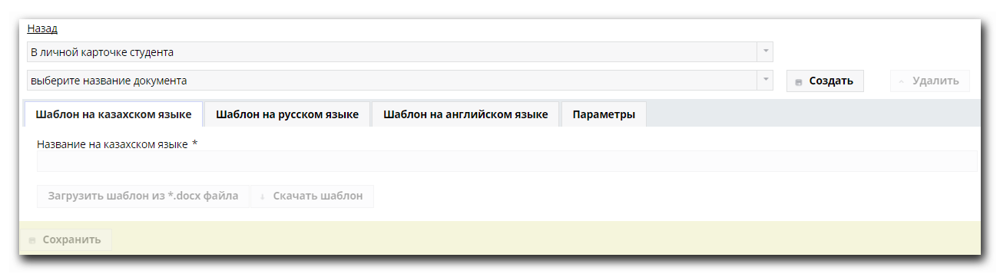 Назад
В личной карточке студента
выберите название документа Создать Удалить
Шаблон на казахском языке Шаблон на русском языке Шаблон на английском языке Параметры
Название на казахском языке *
Загрузить шаблон из *.docx файла Скачать шаблон
Сохранить